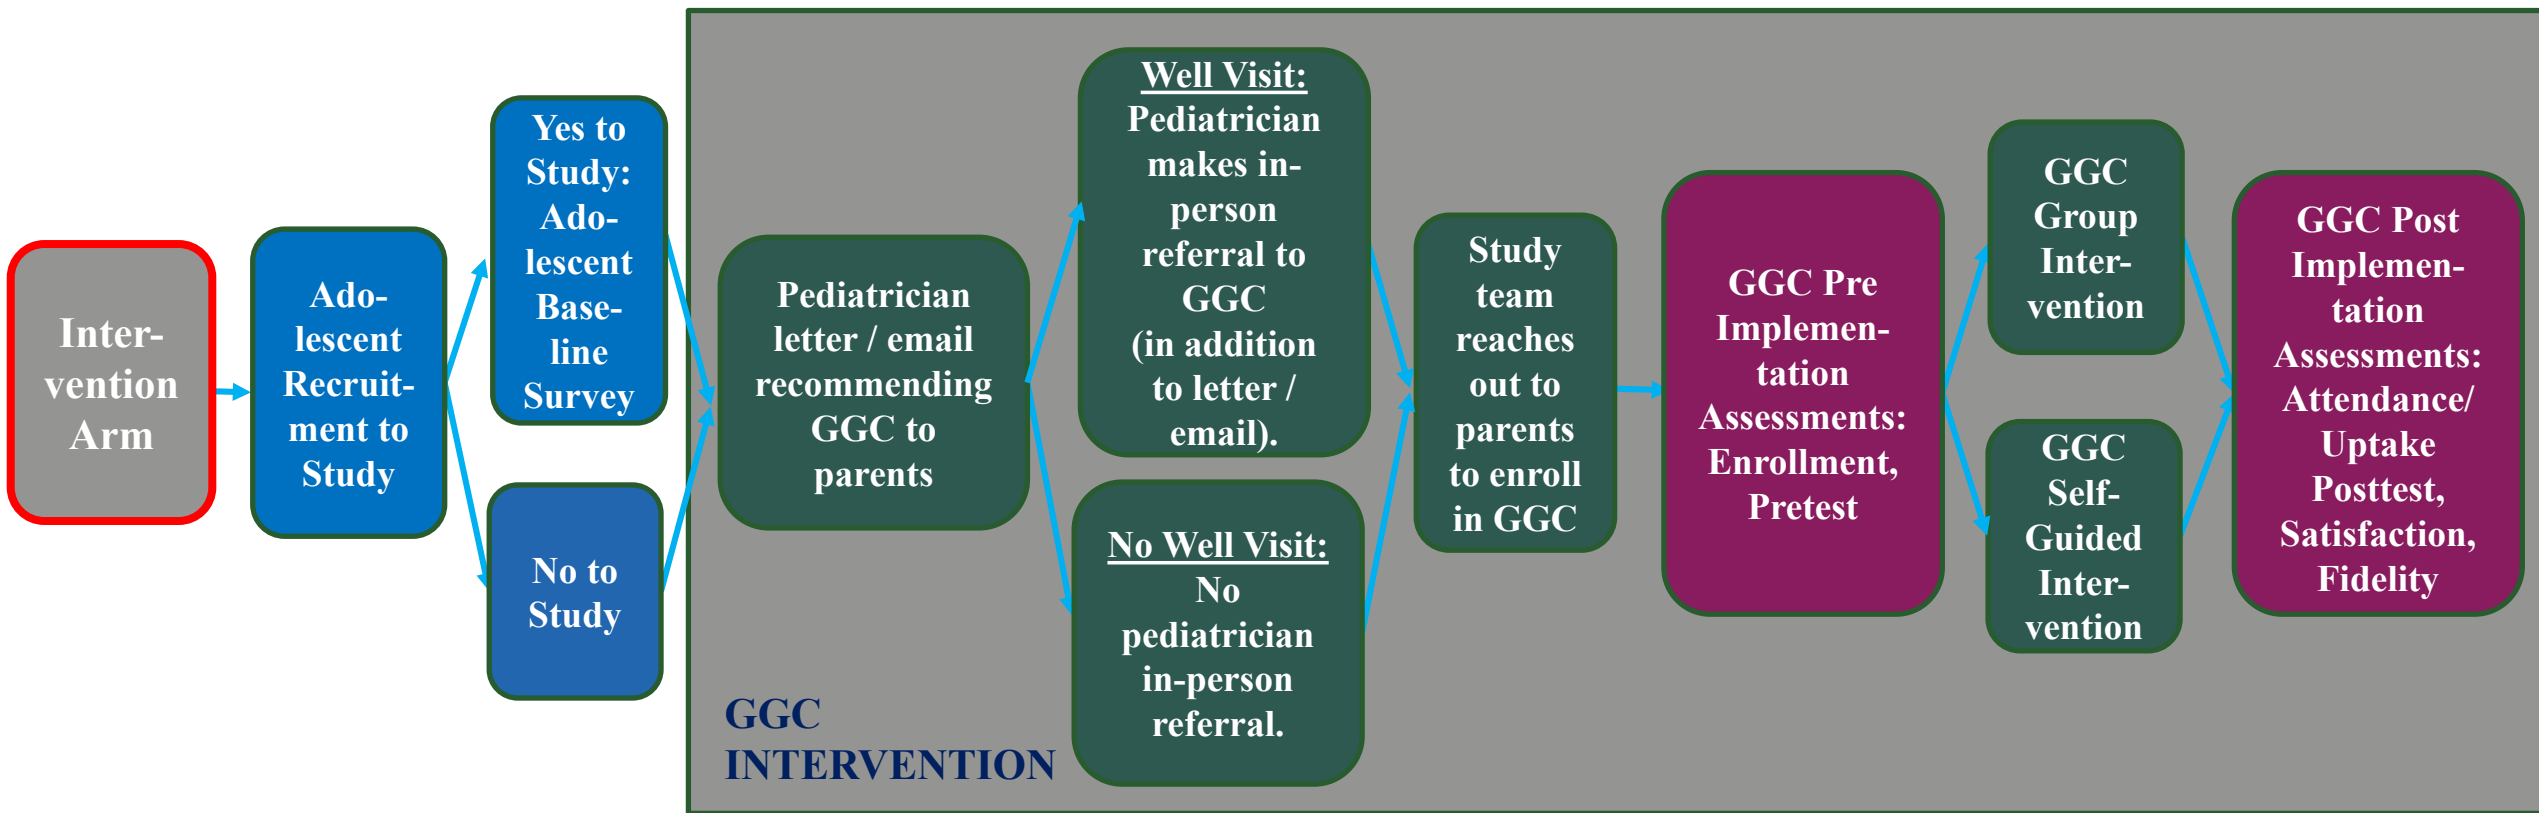 Inter-
vention
Arm
Ado-
lescent
Recruit-
ment to
Study
Yes to
Study:
Ado-
lescent
Base-
line
Survey
No to
Study
Pediatrician
letter / email
recommending
GGC to
parents
Well Visit:
Pediatrician
makes in-
person
referral to
GGC
(in addition
to letter /
email).
No Well Visit:
No
pediatrician
in-person
referral.
Study
team
reaches
out to
parents
to enroll
in GGC
GGC Pre
Implemen-
tation
Assessments:
Enrollment,
Pretest
GGC
Group
Inter-
vention
GGC
Self-
Guided
Inter-
vention
GGC Post
Implemen-
tation
Assessments:
Attendance/
Uptake
Posttest,
Satisfaction,
Fidelity
GGC
INTERVENTION